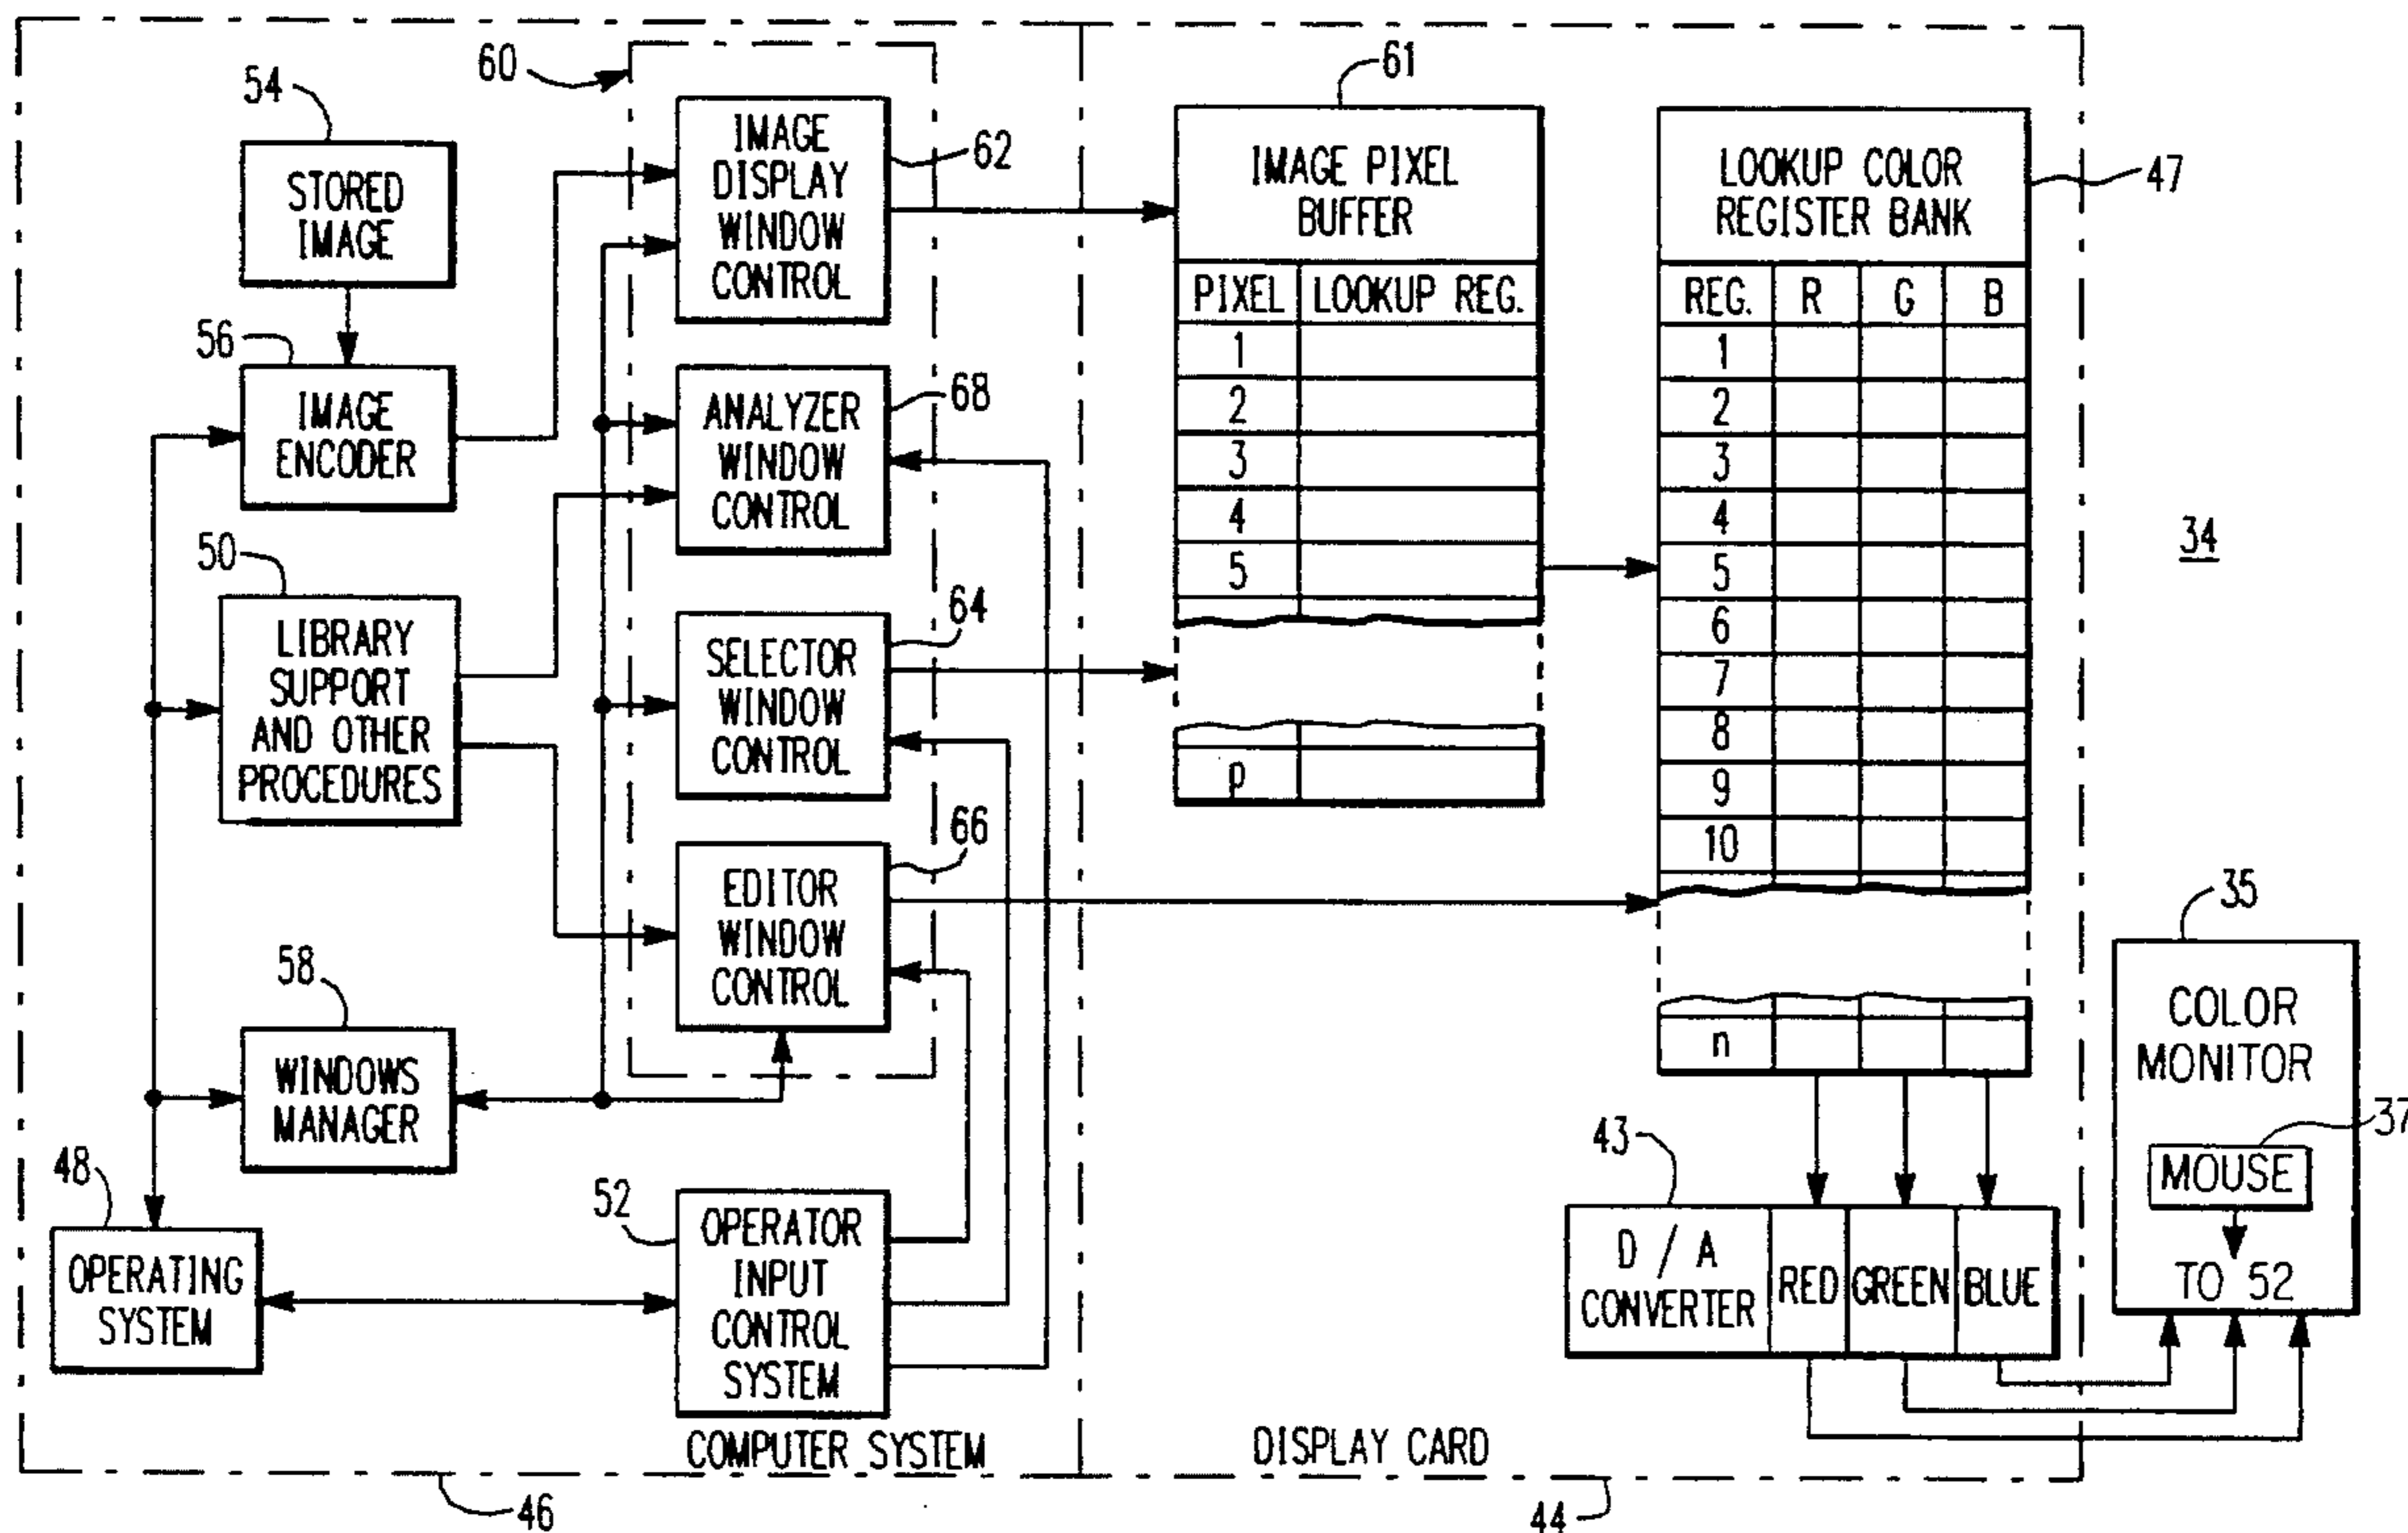 60
54
61
IMAGE
DISPLAY
WINDOW
CONTROL
62
STORED
IMAGE
IMAGE PIXEL
BUFFER
LOOKUP COLOR
REGISTER BANK
47
PIXEL
LOOKUP REG.
REG.
R
G
B
1
2
3
4
5
p
1
2
3
4
5
6
7
8
9
10
n
56
IMAGE
ENCODER
ANALYZER
WINDOW
CONTROL
68
34
50
LIBRARY
SUPPORT
AND OTHER
PROCEDURES
SELECTOR
WINDOW
CONTROL
64
EDITOR
WINDOW
CONTROL
66
58
WINDOWS
MANAGER
35
COLOR
MONITOR
37
MOUSE
TO 52
48
OPERATING
SYSTEM
52
OPERATOR
INPUT
CONTROL
SYSTEM
43
D / A
CONVERTER
RED
GREEN
BLUE
COMPUTER SYSTEM
DISPLAY CARD
46
44